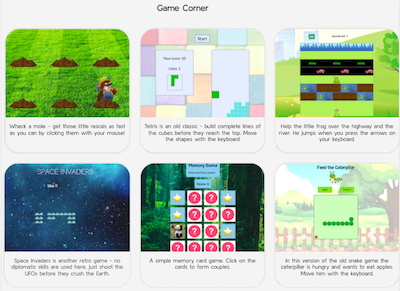 Game Corner
Start
Your score: 20
Lines: 2
Whack a mole - get those little rascals as fast
as you can by clicking them with your mouse!
Tetris is an old classic - build complete lines of
the cubes before they reach the top. Move
the shapes with the keyboard
Help the little frog over the highway and the
river. He jumps when you press the arrows on
your keyboard.
SPACE INVADERS
Memory Game
Feed the Caterpillar
Space Invaders is another retro game - no
diplomatic skills are used here, just shoot the
UFOs before they crush the Earth.
A simple memory card game. Click on the
cards to form couples.
In this version of the old snake game the
caterpillar is hungry and wants to eat apples.
Move him with the keyboard.